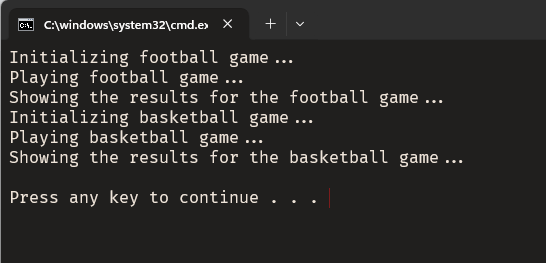 C:\windows\system32\cmd.ex
Initializing football game...
Playing football game...
Showing the results for the football game...
Initializing basketball game...
Playing basketball game...
Showing the results for the basketball game...
Press any key to continue . . .